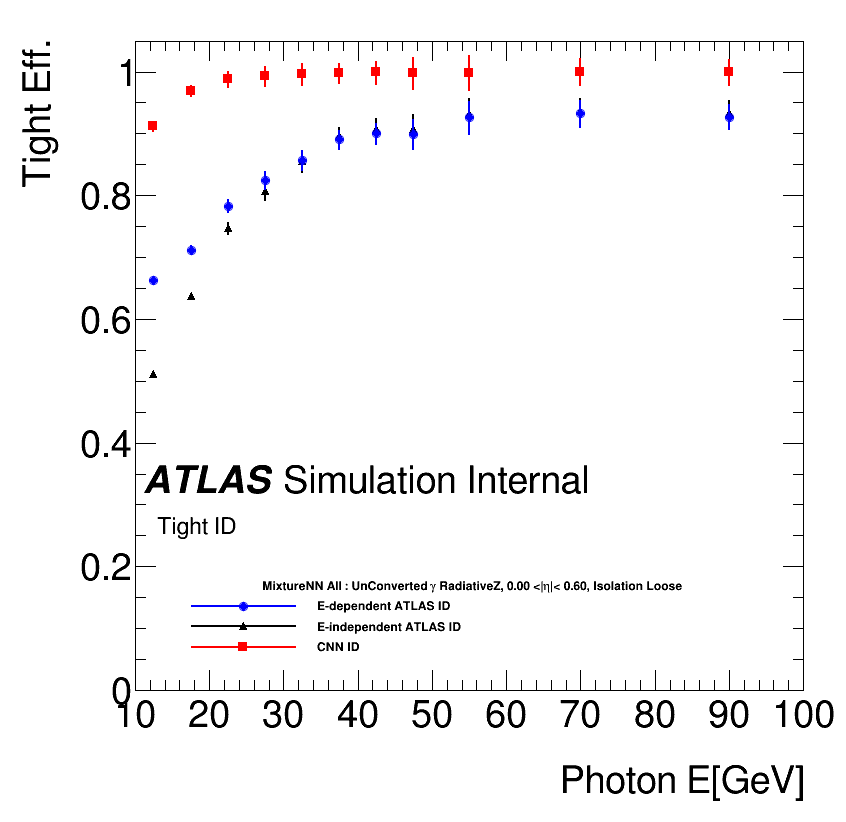 Tight Eff.
1
0.8
0.6
0.4
0.2
0
ATLAS Simulation Internal
Tight ID
MixtureNN All : UnConverted γ RadiativeZ, 0.00 <|η|< 0.60, Isolation Loose
E-dependent ATLAS ID
E-independent ATLAS ID
CNN ID
10 20 30 40 50 60 70 80 90 100
Photon E[GeV]